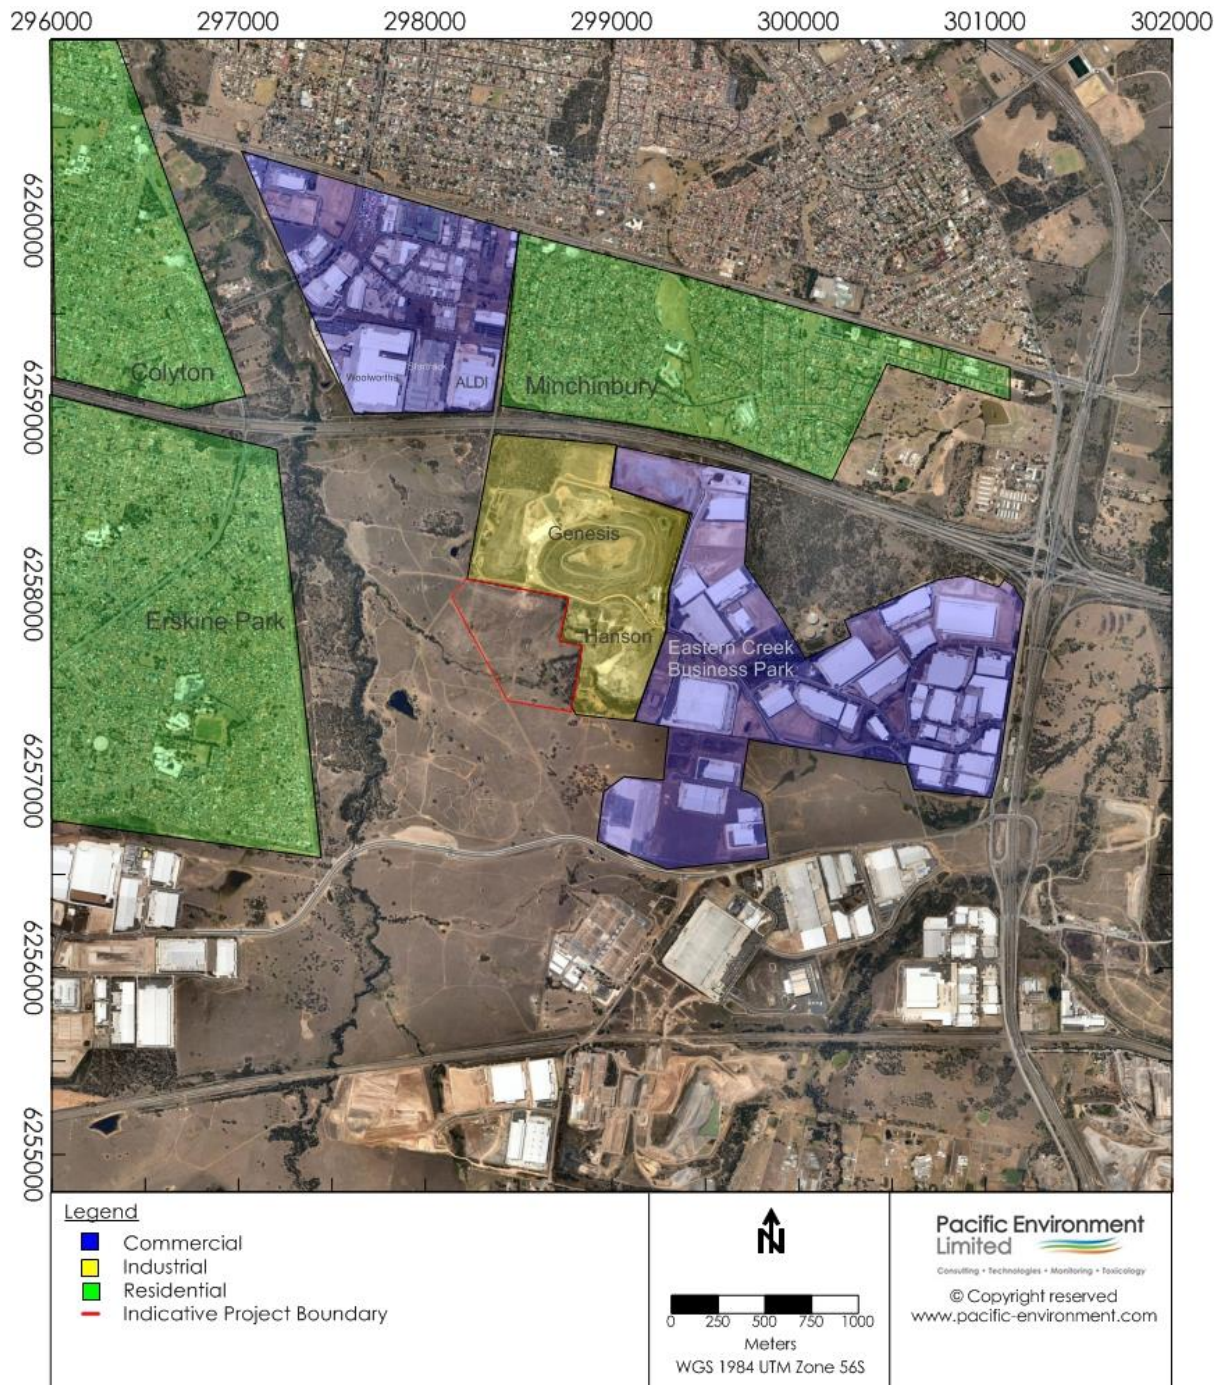 296000 297000 298000 299000 300000 301000 302000
6260000
6259000
6258000
6257000
6256000
6255000
Colyton
Woolworths
ALDI
Minchinbury
Genesis
Erskine Park
Hanson
Eastern Creek
Business Park
Legend
Commercial
Industrial
Residential
Indicative Project Boundary
N
0 250 500 750 1000
Meters
WGS 1984 UTM Zone 56S
Pacific Environment
Limited
Consulting • Technologies • Monitoring • Toxicology
© Copyright reserved
www.pacific-environment.com